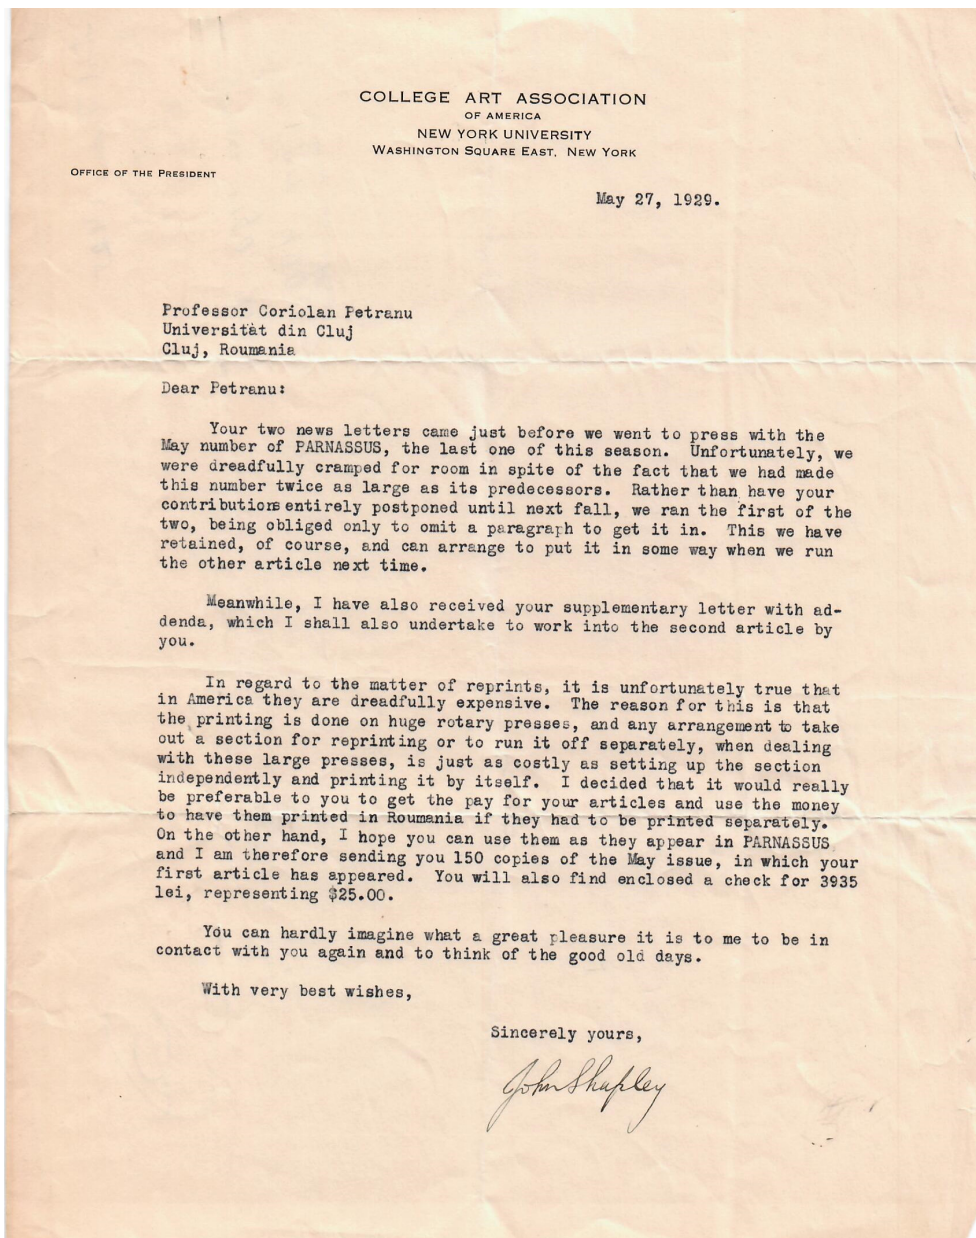 COLLEGE ART ASSOCIATION
OF AMERICA
NEW YORK UNIVERSITY
WASHINGTON SQUARE EAST, NEW YORK
OFFICE OF THE PRESIDENT
May 27, 1929.
Professor Coriolan Petranu
Universitàt din Cluj
Cluj, Roumania
Dear Petranu:
Your two news letters came just before we went to press with the
May number of PARNASSUS, the last one of this season. Unfortunately, we
were dreadfully cramped for room in spite of the fact that we had made
this number twice as large as its predecessors. Rather than have your
contributions entirely postponed until next fall, we ran the first of the
two, being obliged only to omit a paragraph to get it in. This we have
retained, of course, and can arrange to put it in some way when we run
the other article next time.
Meanwhile, I have also received your supplementary letter with ad-
denda, which I shall also undertake to work into the second article by
you.
In regard to the matter of reprints, it is unfortunately true that
in America they are dreadfully expensive. The reason for this is that
the printing is done on huge rotary presses, and any arrangement to take
out a section for reprinting or to run it off separately, when dealing
with these large presses, is just as costly as setting up the section
independently and printing it by itself. I decided that it would really
be preferable to you to get the pay for your articles and use the money
to have them printed in Roumania if they had to be printed separately.
On the other hand, I hope you can use them as they appear in PARNASSUS
and I am therefore sending you 150 copies of the May issue, in which your
first article has appeared. You will also find enclosed a check for 3935
lei, representing $25.00.
You can hardly imagine what a great pleasure it is to me to be in
contact with you again and to think of the good old days.
With very best wishes,
Sincerely yours,
John Shapley